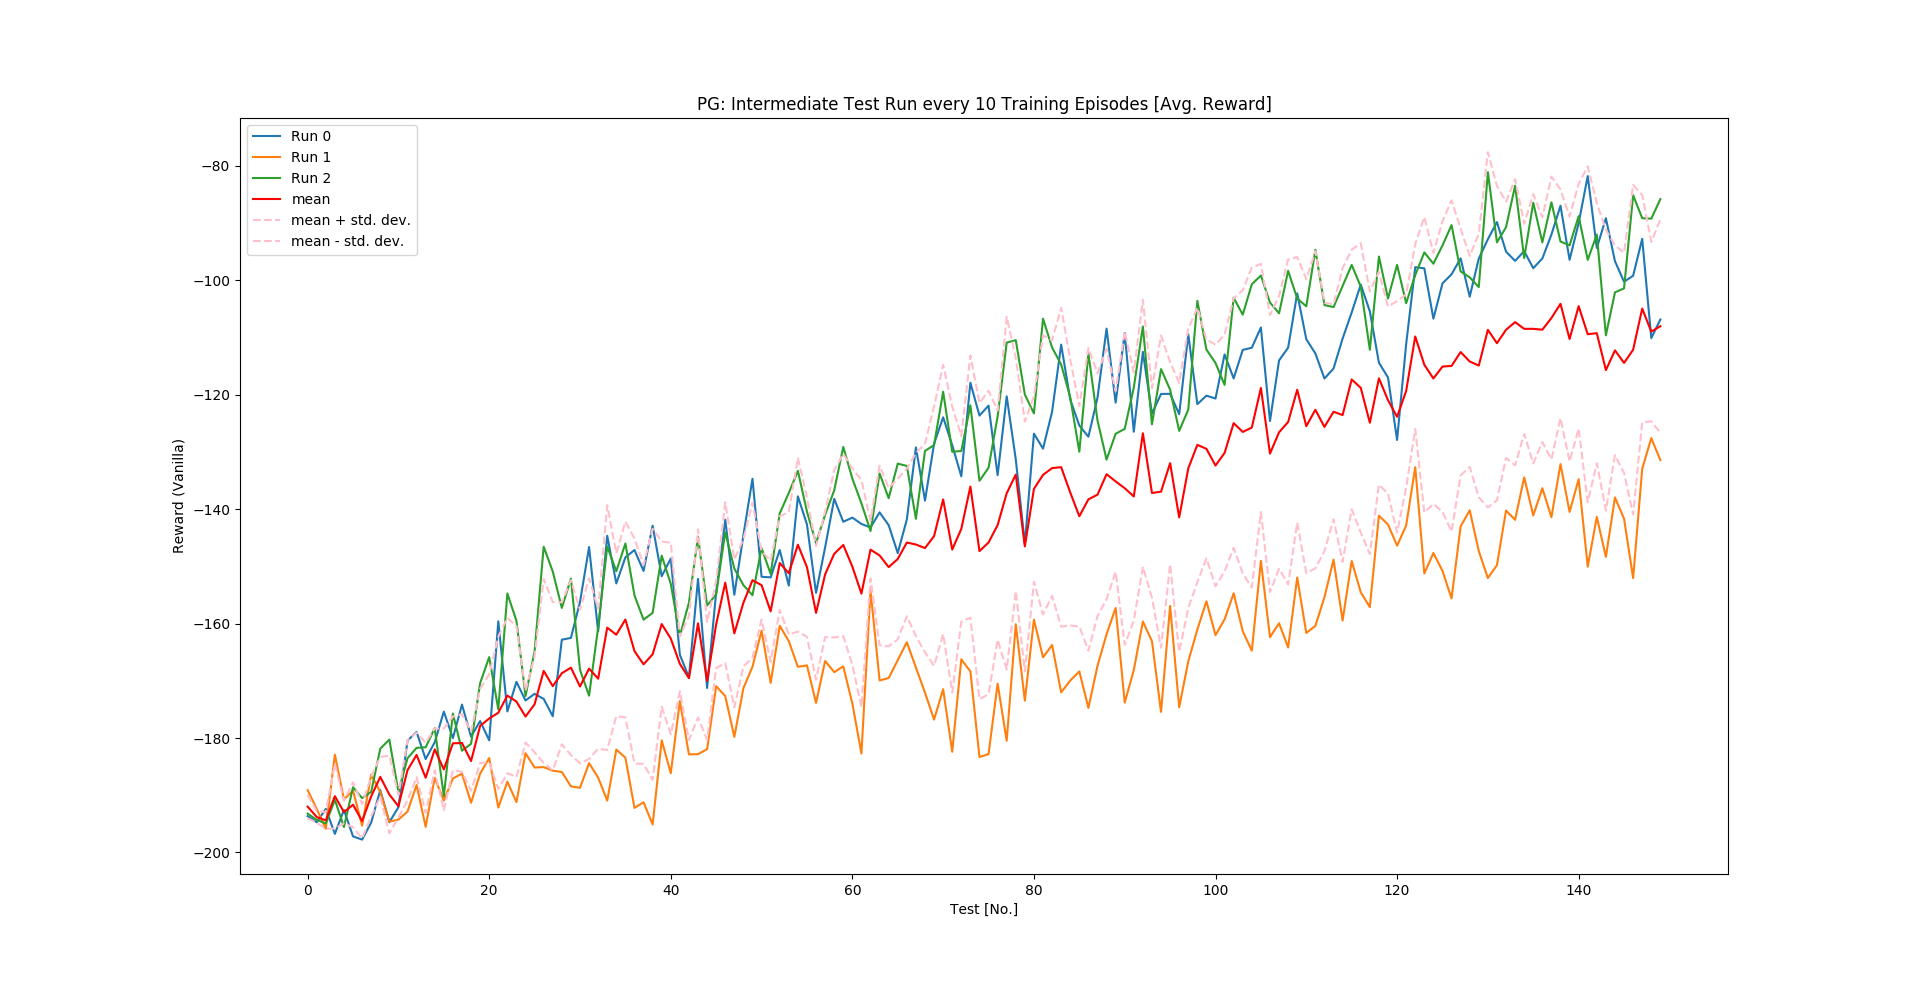 PG: Intermediate Test Run every 10 Training Episodes [Avg. Reward]
Run 0
Run 1
Run 2
mean
mean + std. dev.
mean - std. dev.
−80
−100
−120
−140
−160
−180
−200
Reward (Vanilla)
0 20 40 60 80 100 120 140
Test [No.]